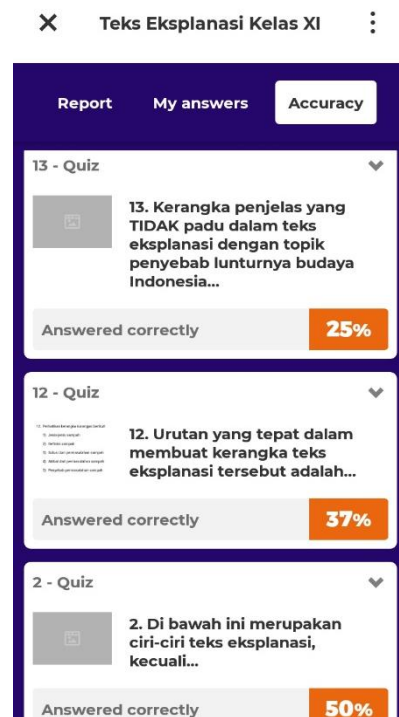 Teks Eksplanasi Kelas XI
Report My answers Accuracy
13 - Quiz
13. Kerangka penjelas yang
TIDAK padu dalam teks
eksplanasi dengan topik
penyebab lunturnya budaya
Indonesia...
Answered correctly 25%
12 - Quiz
12. Urutan yang tepat dalam
membuat kerangka teks
eksplanasi tersebut adalah...
Answered correctly 37%
2 - Quiz
2. Di bawah ini merupakan
ciri-ciri teks eksplanasi,
kecuali...
Answered correctly 50%